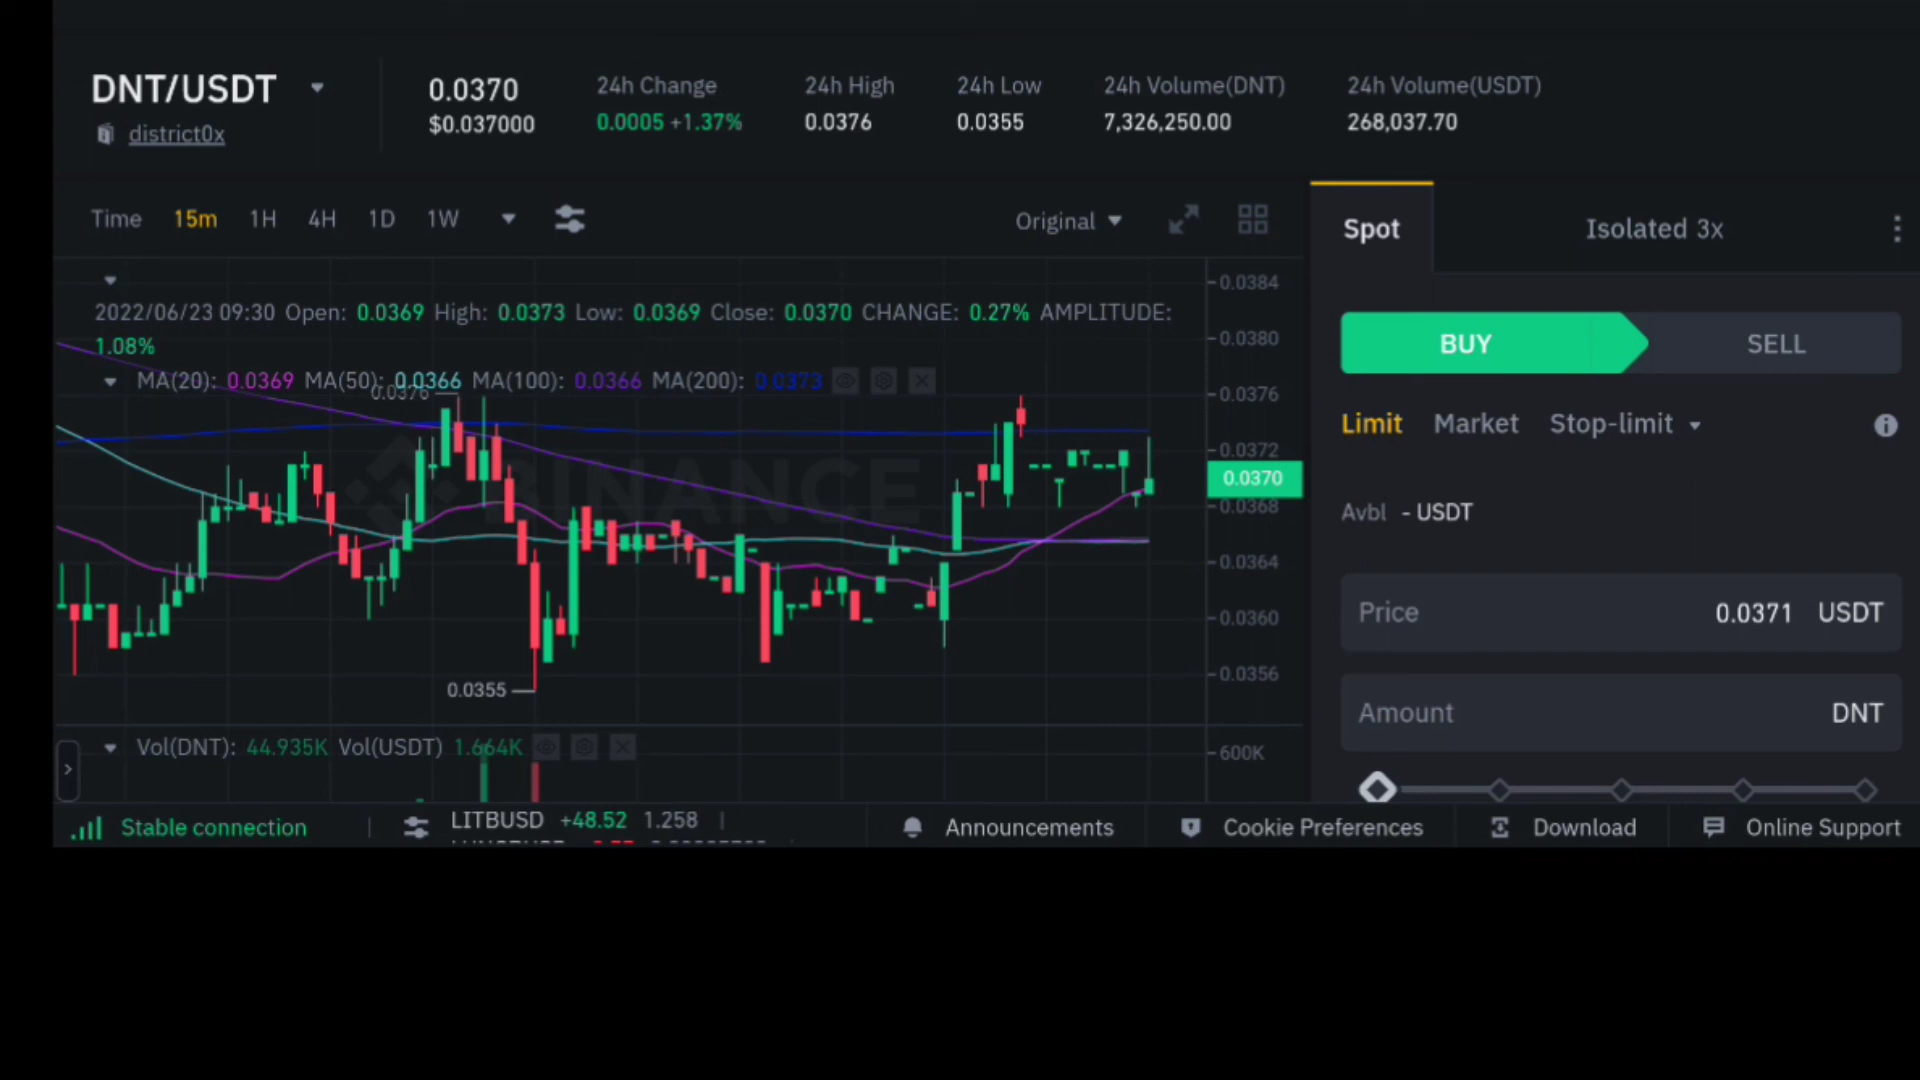 DNT/USDT
district0x
0.0370
$0.037000
24h Change
0.0005 +1.37%
24h High
0.0376
24h Low
0.0355
24h Volume(DNT)
7,326,250.00
24h Volume(USDT)
268,037.70
Time 15m 1H 4H 1D 1W
Original
Spot
Isolated 3x
2022/06/23 09:30 Open: 0.0369 High: 0.0373 Low: 0.0369 Close: 0.0370 CHANGE: 0.27% AMPLITUDE:
1.08%
MA(20): 0.0369 MA(50): 0.0366 MA(100): 0.0366 MA(200): 0.0373
0.0376
BINANCE
0.0355
0.0384
0.0380
0.0376
0.0372
0.0370
0.0368
0.0364
0.0360
0.0356
Vol(DNT): 44.935K Vol(USDT) 1.664K
600K
BUY
SELL
Limit Market Stop-limit
Avbl - USDT
Price 0.0371 USDT
Amount DNT
Stable connection
LITBUSD +48.52 1.258
Announcements
Cookie Preferences
Download
Online Support